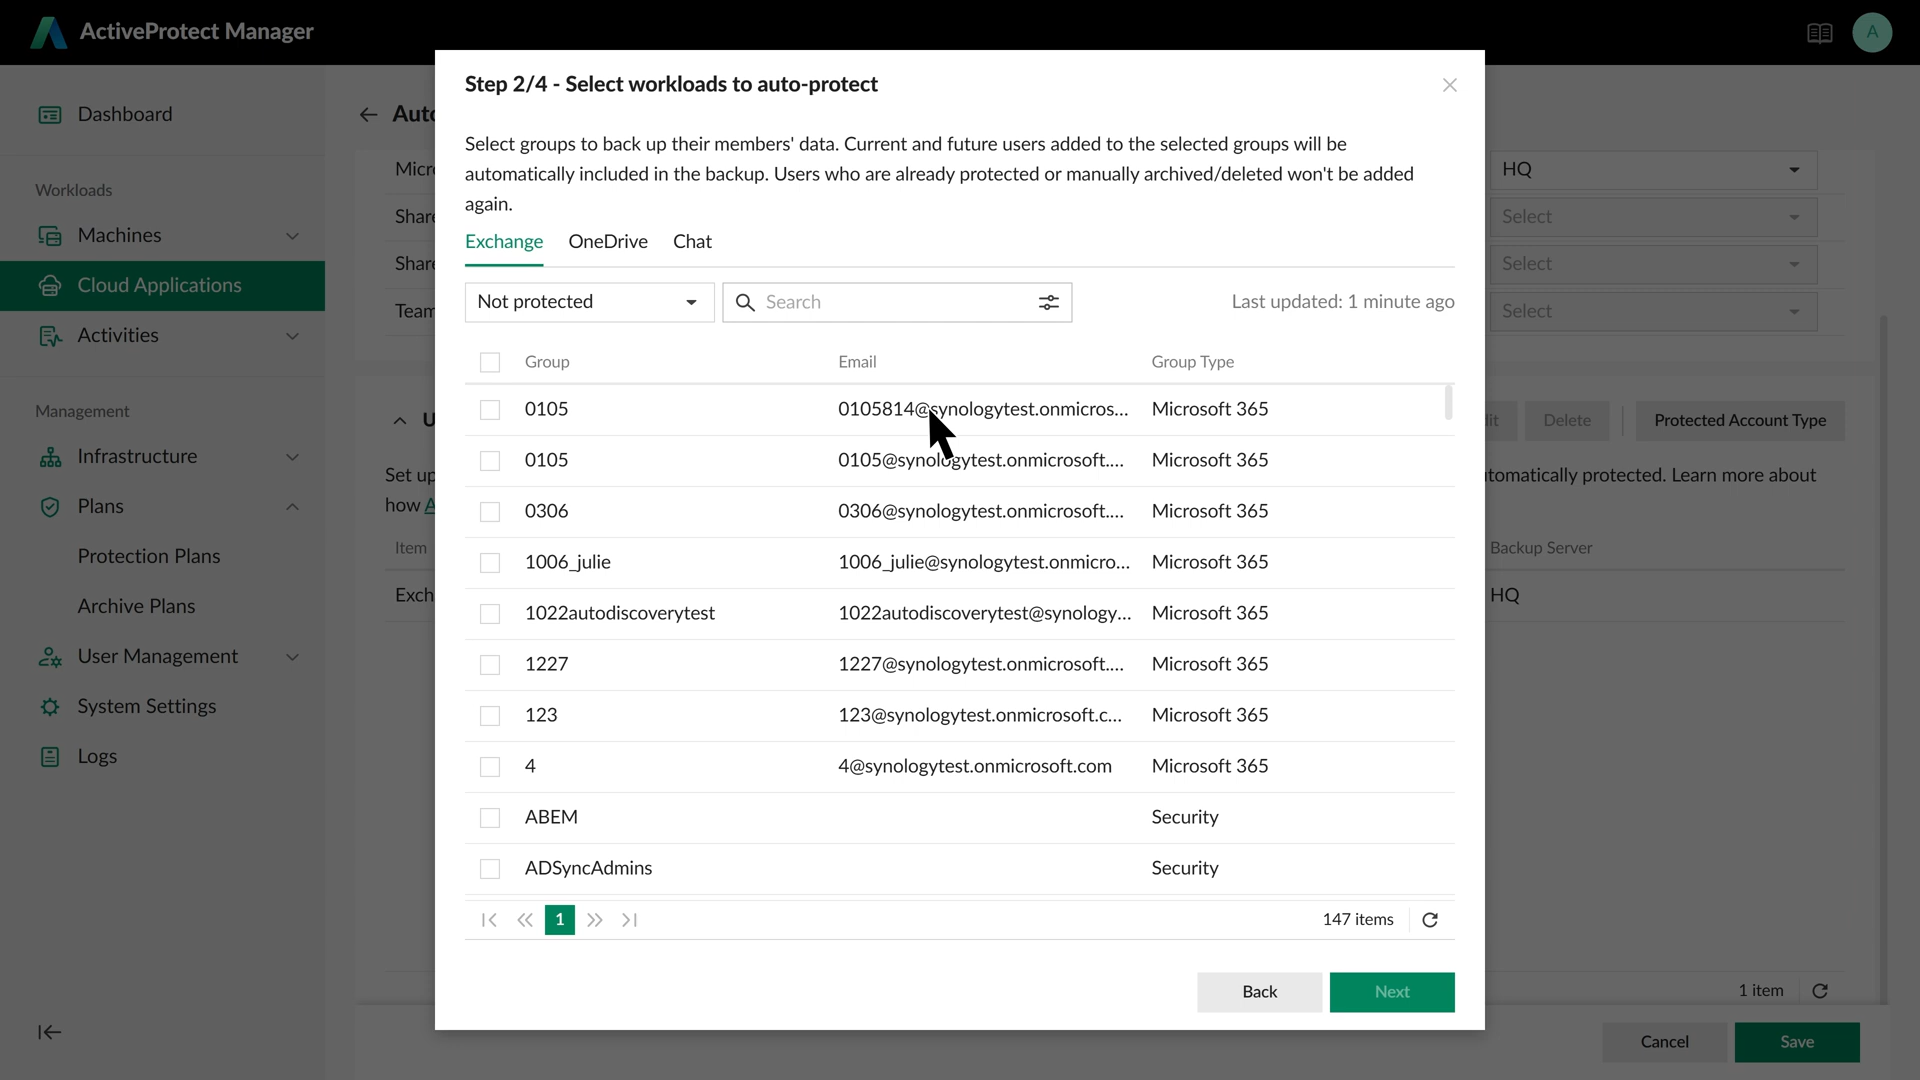 ActiveProtect Manager
A
Dashboard
Workloads
Machines
Cloud Applications
Activities
Management
Infrastructure
Plans
Protection Plans
Archive Plans
User Management
System Settings
Logs
Step 2/4 - Select workloads to auto-protect
Select groups to back up their members' data. Current and future users added to the selected groups will be
automatically included in the backup. Users who are already protected or manually archived/deleted won't be added
again.
Exchange OneDrive Chat
Not protected Search Last updated: 1 minute ago
Group Email Group Type
0105 0105814@synologytest.onmicros... Microsoft 365
0105 0105@synologytest.onmicrosoft.... Microsoft 365
0306 0306@synologytest.onmicrosoft.... Microsoft 365
1006_julie 1006_julie@synologytest.onmicro... Microsoft 365
1022autodiscoverytest 1022autodiscoverytest@synology... Microsoft 365
1227 1227@synologytest.onmicrosoft.... Microsoft 365
123 123@synologytest.onmicrosoft.c... Microsoft 365
4 4@synologytest.onmicrosoft.com Microsoft 365
ABEM Security
ADSyncAdmins Security
1 147 items
Back Next
HQ
Select
Select
Select
Delete Protected Account Type
Set up
tomatically protected. Learn more about
how
Item Backup Server
HQ
1 item
Cancel Save